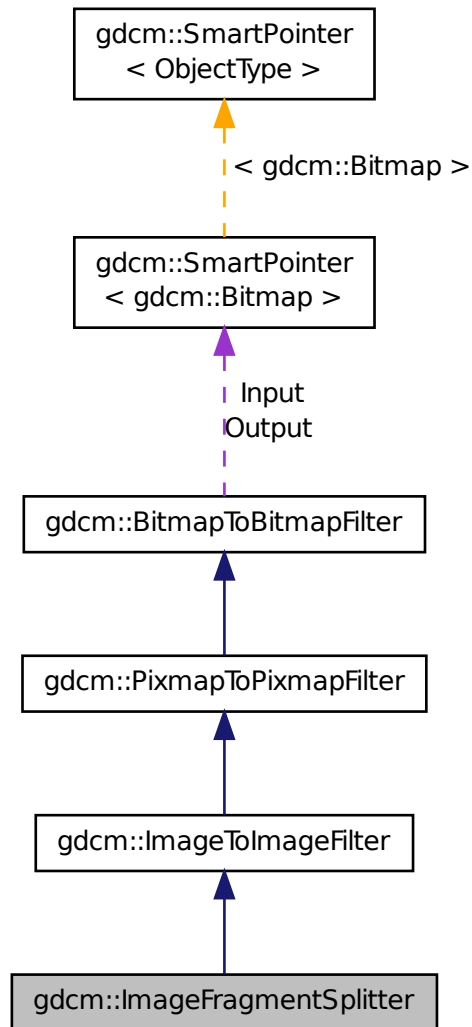 gdcm::SmartPointer
< ObjectType >
< gdcm::Bitmap >
gdcm::SmartPointer
< gdcm::Bitmap >
Input
Output
gdcm::BitmapToBitmapFilter
gdcm::PixmapToPixmapFilter
gdcm::ImageToImageFilter
gdcm::ImageFragmentSplitter